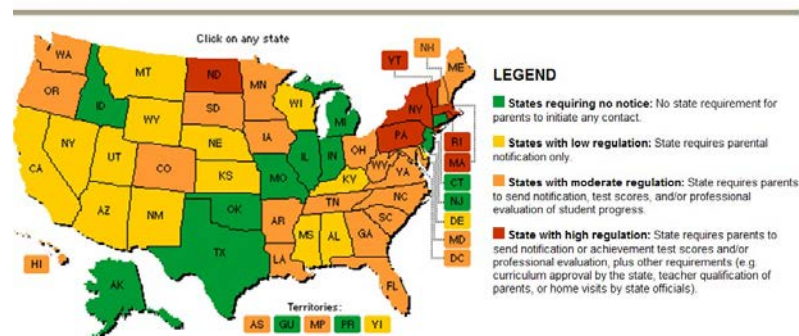 Click on any state
WA
OR
CA
NY
ID
MT
WY
UT
AZ
CO
NM
ND
SD
NE
KS
OK
TX
MN
IA
MO
AR
LA
WI
IL
MI
IN
OH
KY
TN
MS
AL
GA
FL
SC
NC
YA
WY
PA
NY
YT
NH
ME
RI
MA
CT
NJ
DE
MD
DC
HI
AK
Territories:
AS
GU
MP
PR
YI
LEGEND
States requiring no notice: No state requirement for
parents to initiate any contact.
States with low regulation: State requires parental
notification only.
States with moderate regulation: State requires parents
to send notification, test scores, and/or professional
evaluation of student progress.
State with high regulation: State requires parents to
send notification or achievement test scores and/or
professional evaluation, plus other requirements (e.g.
curriculum approval by the state, teacher qualification of
parents, or home visits by state officials).